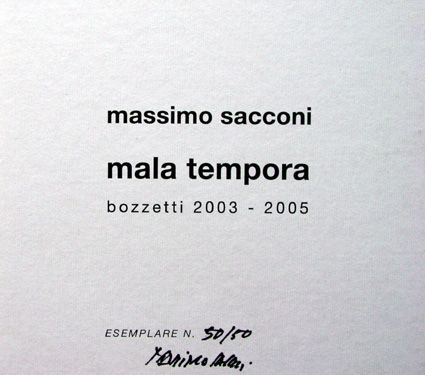 massimo sacconi
mala tempora
bozzetti 2003 - 2005
ESEMPLARE N. 50/50